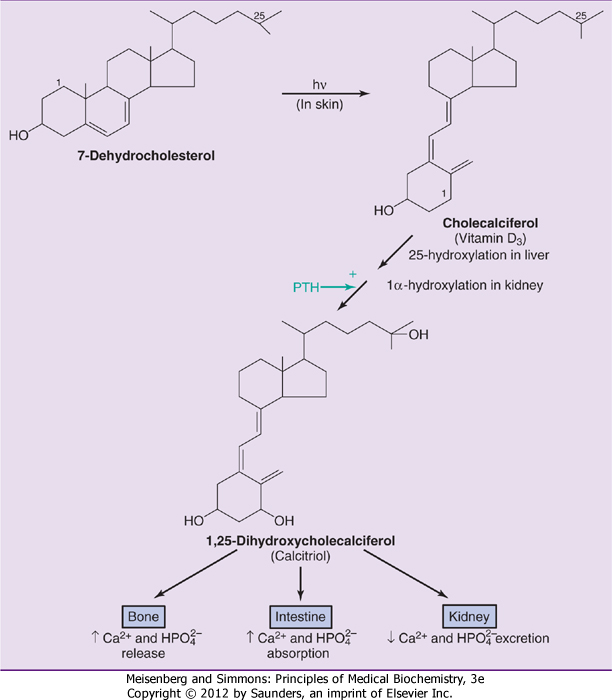 25
25
1
hν
(In skin)
HO
7-Dehydrocholesterol
1
HO
Cholecalciferol
(Vitamin D₃)
25-hydroxylation in liver
+
PTH
1α-hydroxylation in kidney
OH
HO
OH
1,25-Dihydroxycholecalciferol
(Calcitriol)
Bone
Intestine
Kidney
↑ Ca²⁺ and HPO₄²⁻
release
↑ Ca²⁺ and HPO₄²⁻
absorption
↓ Ca²⁺ and HPO₄²⁻ excretion
Meisenberg and Simmons: Principles of Medical Biochemistry, 3e
Copyright © 2012 by Saunders, an imprint of Elsevier Inc.